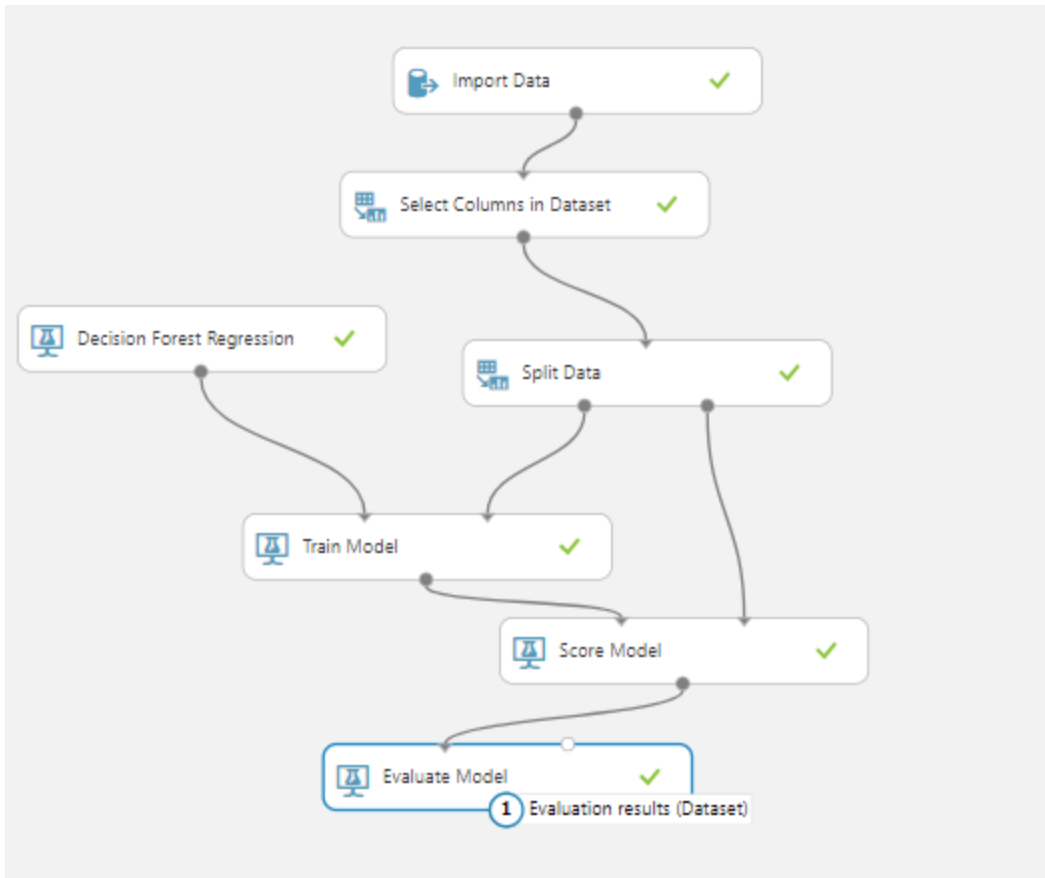 Import Data
Select Columns in Dataset
Decision Forest Regression
Split Data
Train Model
Score Model
Evaluate Model
1 Evaluation results (Dataset)